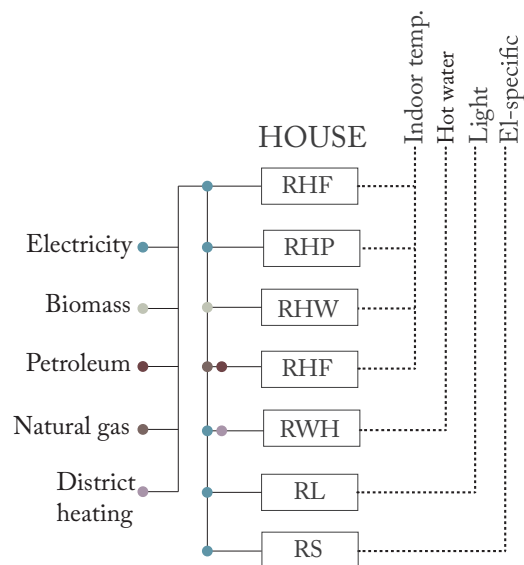 Indoor temp.
Hot water
Light
El-specific
HOUSE
RHF
Electricity
RHP
Biomass
RHW
Petroleum
RHF
Natural gas
RWH
District
heating
RL
RS